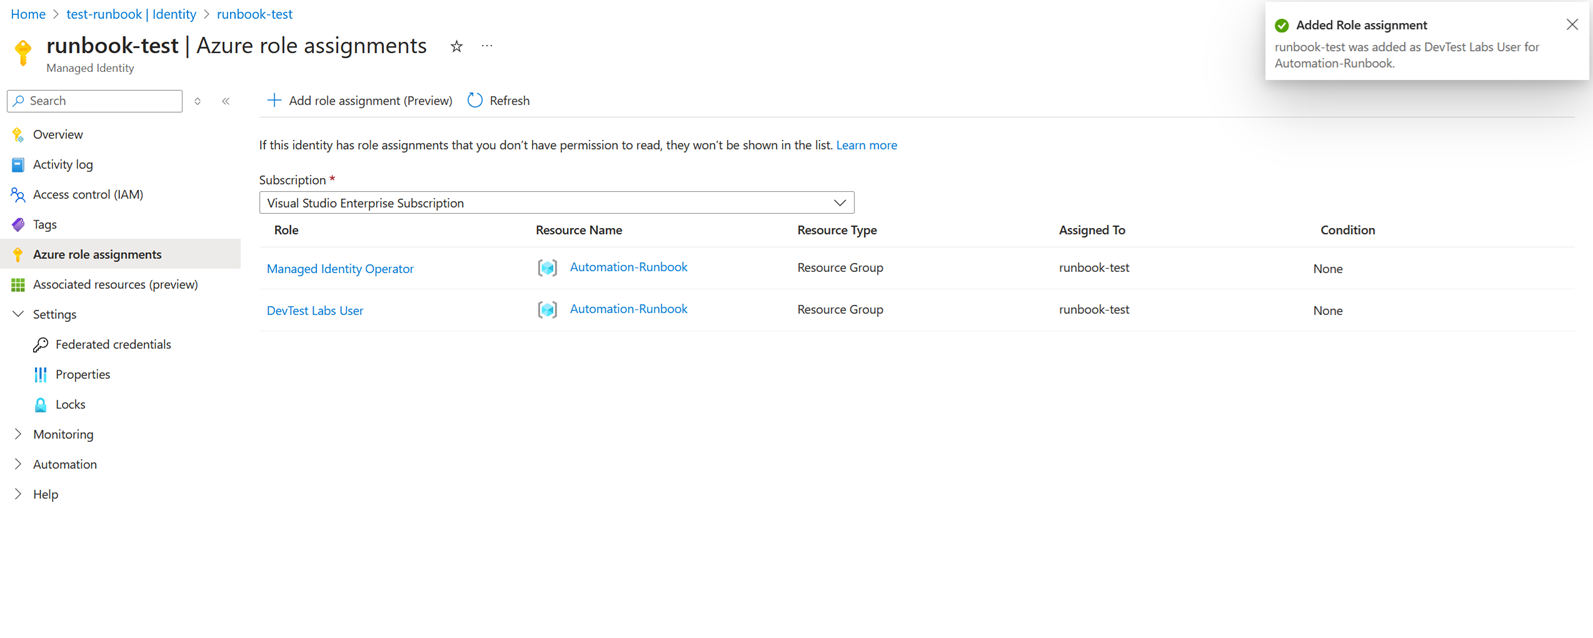 Home > test-runbook | Identity > runbook-test
runbook-test | Azure role assignments
Managed Identity
Added Role assignment
runbook-test was added as DevTest Labs User for
Automation-Runbook.
Search
Overview
Activity log
Access control (IAM)
Tags
Azure role assignments
Associated resources (preview)
Settings
Federated credentials
Properties
Locks
Monitoring
Automation
Help
Add role assignment (Preview) Refresh
If this identity has role assignments that you don't have permission to read, they won't be shown in the list. Learn more
Subscription *
Visual Studio Enterprise Subscription
Role Resource Name Resource Type Assigned To Condition
Managed Identity Operator Automation-Runbook Resource Group runbook-test None
DevTest Labs User Automation-Runbook Resource Group runbook-test None